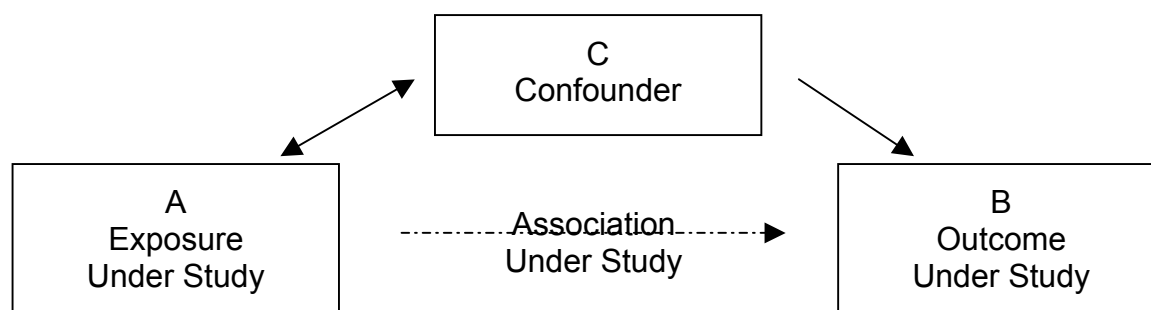 C
Confounder
A
Exposure
Under Study
Association
Under Study
B
Outcome
Under Study